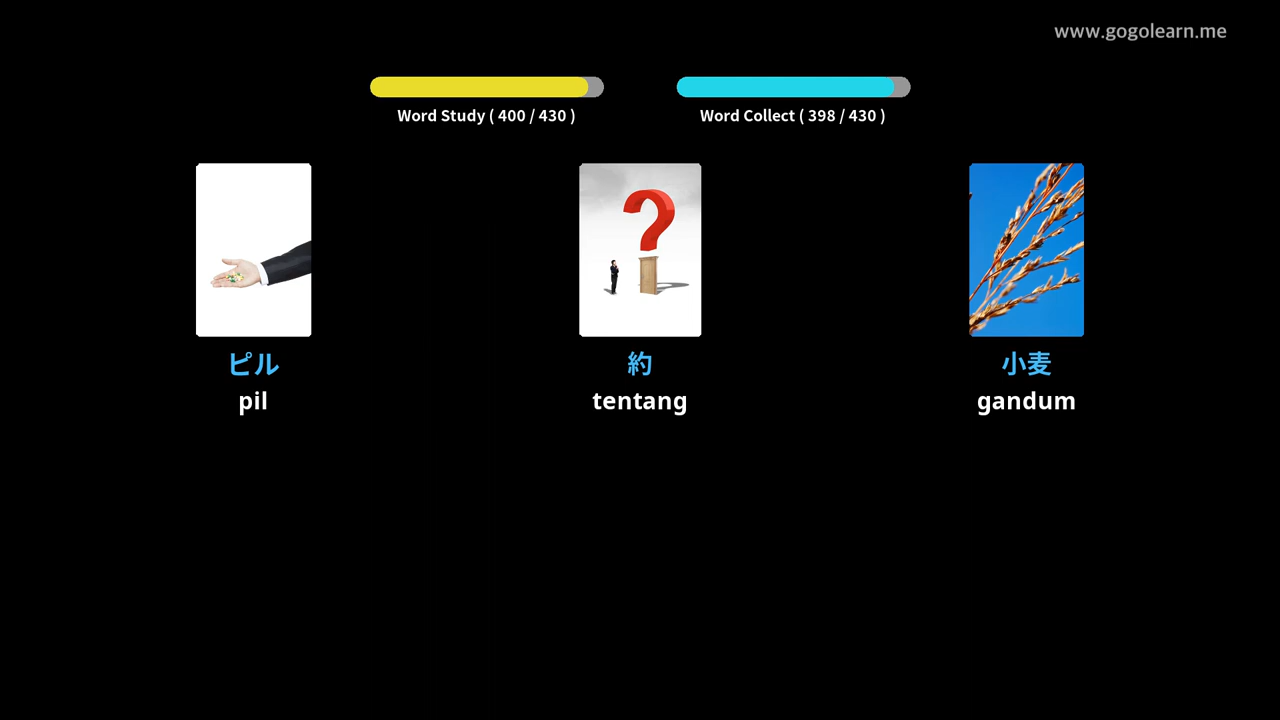 www.gogolearn.me
Word Study ( 400 / 430 )
Word Collect ( 398 / 430 )
ピル
pil
約
tentang
小麦
gandum